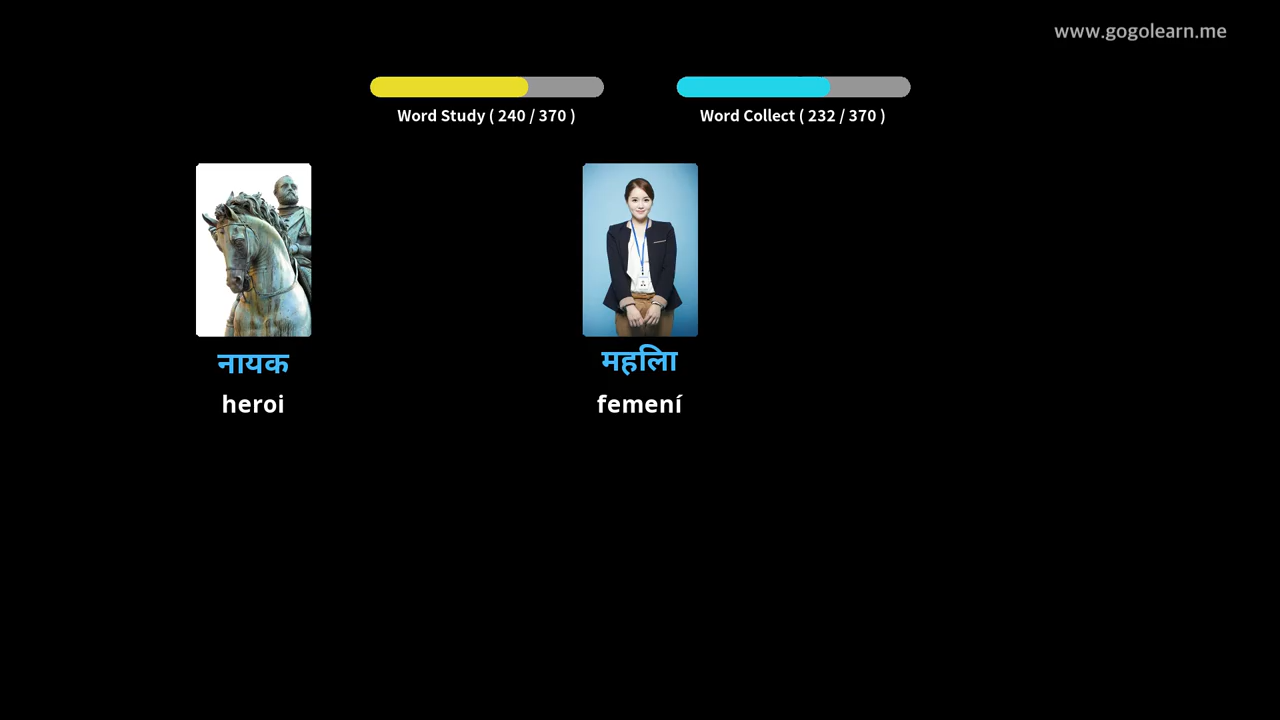 www.gogolearn.me
Word Study ( 240 / 370 )
Word Collect ( 232 / 370 )
नायक
महिला
heroi
femení